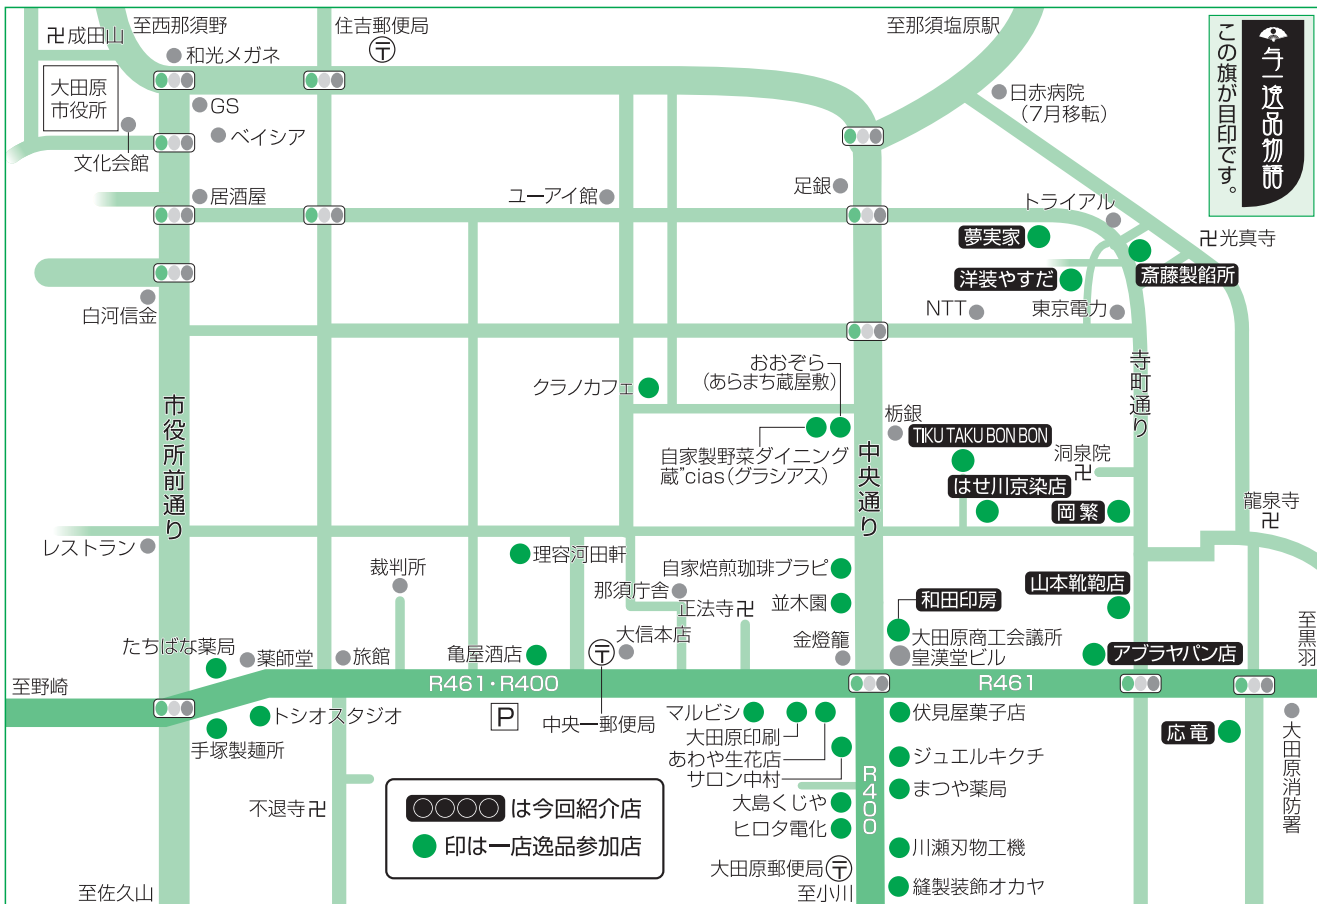 至西那須野
住吉郵便局
至那須塩原駅
卍成田山
和光メガネ
大田原
市役所
GS
ベイシア
文化会館
日赤病院
（7月移転）
与一逸品物語
この旗が目印です。
居酒屋
ユーアイ館
足銀
トライアル
夢実家
卍光真寺
洋装やすだ
斎藤製餡所
白河信金
NTT
東京電力
おおぞら
（あらまち蔵屋敷）
クラノカフェ
寺町通り
市役所前通り
栃銀
TIKU TAKU BON BON
自家製野菜ダイニング
蔵"cias（グラシアス）
中央通り
洞泉院
卍
はせ川京染店
岡繁
龍泉寺
卍
レストラン
理容河田軒
自家焙煎珈琲ブラピ
裁判所
那須庁舎
正法寺卍
並木園
和田印房
山本靴鞄店
たちばな薬局
薬師堂
旅館
亀屋酒店
〒
大信本店
金燈籠
大田原商工会議所
皇漢堂ビル
アブラヤパン店
至黒羽
至野崎
R461・R400
R461
トシオスタジオ
P
中央一郵便局
マルビシ
伏見屋菓子店
手塚製麺所
大田原印刷
あわや生花店
サロン中村
ジュエルキクチ
応竜
大田原消防署
R400
まつや薬局
不退寺卍
○○○○は今回紹介店
印は一店逸品参加店
大島くじや
ヒロタ電化
川瀬刃物工機
大田原郵便局〒
至佐久山
至小川
縫製装飾オカヤ